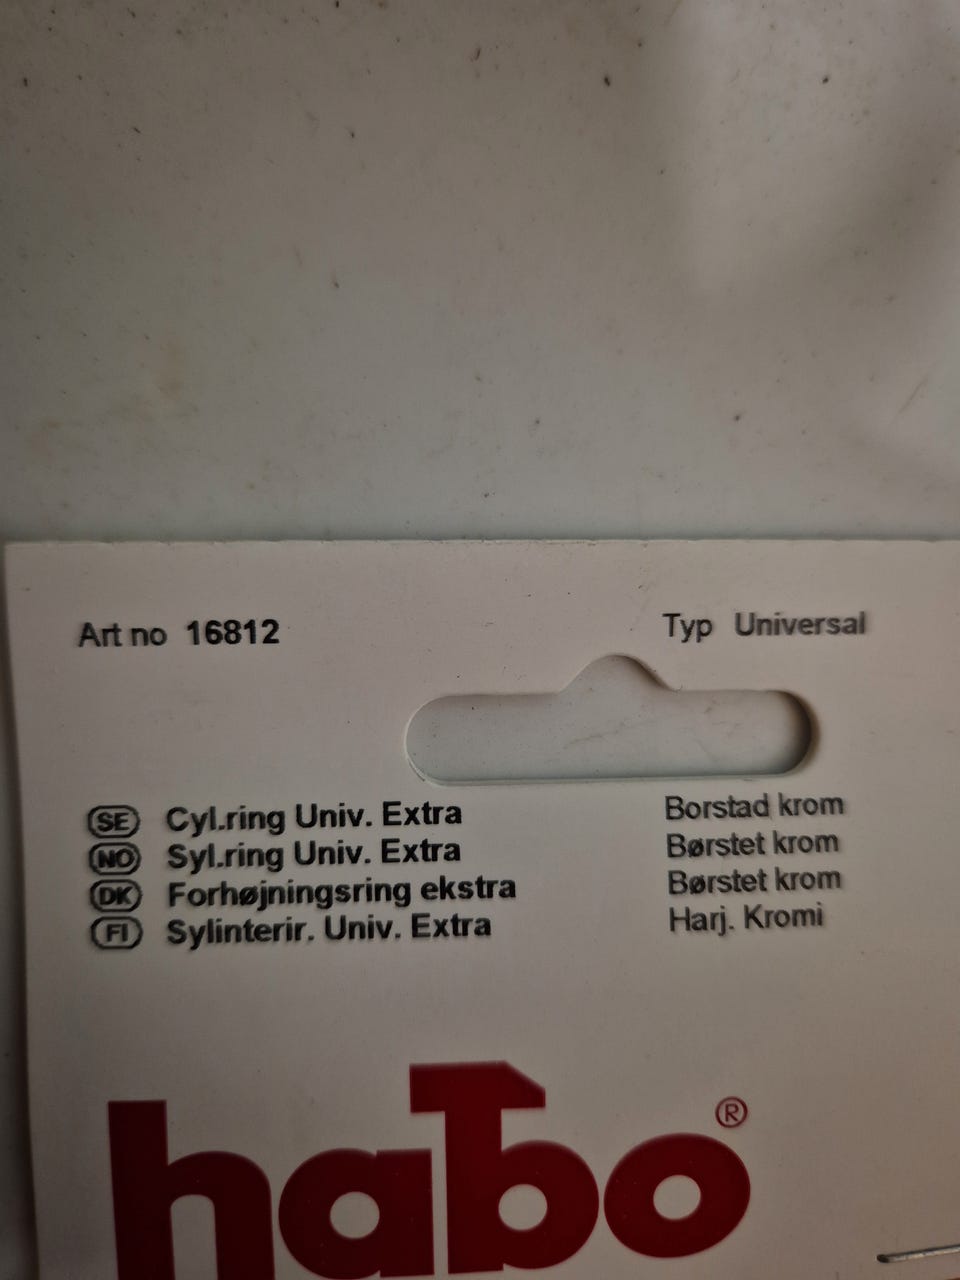 Art no 16812 Typ Universal
SE Cyl.ring Univ. Extra Borstad krom
NO Syl.ring Univ. Extra Børstet krom
DK Forhøjningsring ekstra Børstet krom
FI Sylinterir. Univ. Extra Harj. Kromi
habo®